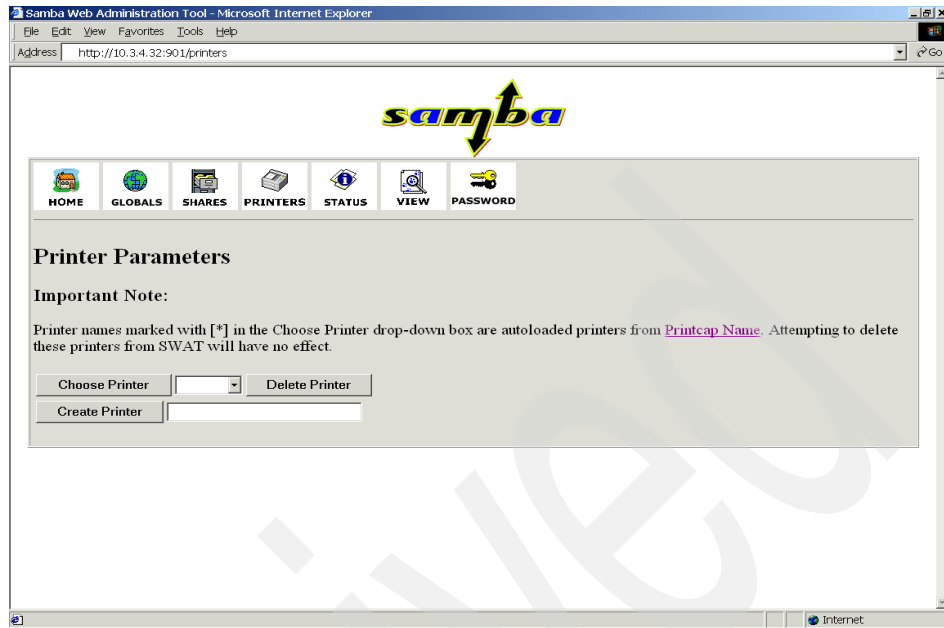 Samba Web Administration Tool - Microsoft Internet Explorer
File Edit View Favorites Tools Help
Address http://10.3.4.32:901/printers Go
samba
HOME GLOBALS SHARES PRINTERS STATUS VIEW PASSWORD
Printer Parameters
Important Note:
Printer names marked with [*] in the Choose Printer drop-down box are autoloaded printers from Printcap Name. Attempting to delete
these printers from SWAT will have no effect.
Choose Printer Delete Printer
Create Printer
Internet